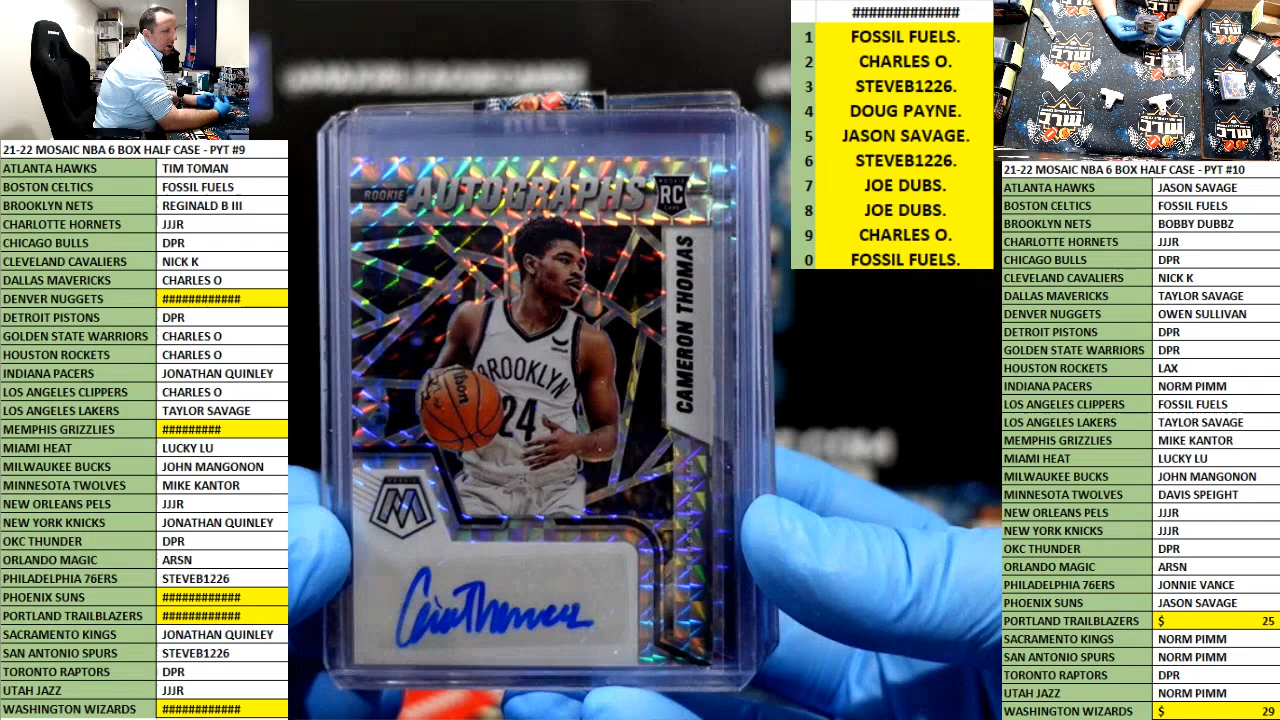 21-22 MOSAIC NBA 6 BOX HALF CASE - PYT #9
ATLANTA HAWKS TIM TOMAN
BOSTON CELTICS FOSSIL FUELS
BROOKLYN NETS REGINALD B III
CHARLOTTE HORNETS JJJR
CHICAGO BULLS DPR
CLEVELAND CAVALIERS NICK K
DALLAS MAVERICKS CHARLES O
DENVER NUGGETS ############
DETROIT PISTONS DPR
GOLDEN STATE WARRIORS CHARLES O
HOUSTON ROCKETS CHARLES O
INDIANA PACERS JONATHAN QUINLEY
LOS ANGELES CLIPPERS CHARLES O
LOS ANGELES LAKERS TAYLOR SAVAGE
MEMPHIS GRIZZLIES #########
MIAMI HEAT LUCKY LU
MILWAUKEE BUCKS JOHN MANGONON
MINNESOTA TWOLVES MIKE KANTOR
NEW ORLEANS PELS JJJR
NEW YORK KNICKS JONATHAN QUINLEY
OKC THUNDER DPR
ORLANDO MAGIC ARSN
PHILADELPHIA 76ERS STEVEB1226
PHOENIX SUNS ############
PORTLAND TRAILBLAZERS ############
SACRAMENTO KINGS JONATHAN QUINLEY
SAN ANTONIO SPURS STEVEB1226
TORONTO RAPTORS DPR
UTAH JAZZ JJJR
WASHINGTON WIZARDS ############
ROOKIE AUTOGRAPHS RC
CAMERON THOMAS
BROOKLYN
24
Wilson
M
Cam Thomas
#############
1 FOSSIL FUELS.
2 CHARLES O.
3 STEVEB1226.
4 DOUG PAYNE.
5 JASON SAVAGE.
6 STEVEB1226.
7 JOE DUBS.
8 JOE DUBS.
9 CHARLES O.
0 FOSSIL FUELS.
MLC
21-22 MOSAIC NBA 6 BOX HALF CASE - PYT #10
ATLANTA HAWKS JASON SAVAGE
BOSTON CELTICS FOSSIL FUELS
BROOKLYN NETS BOBBY DUBBZ
CHARLOTTE HORNETS JJJR
CHICAGO BULLS DPR
CLEVELAND CAVALIERS NICK K
DALLAS MAVERICKS TAYLOR SAVAGE
DENVER NUGGETS OWEN SULLIVAN
DETROIT PISTONS DPR
GOLDEN STATE WARRIORS DPR
HOUSTON ROCKETS LAX
INDIANA PACERS NORM PIMM
LOS ANGELES CLIPPERS FOSSIL FUELS
LOS ANGELES LAKERS TAYLOR SAVAGE
MEMPHIS GRIZZLIES MIKE KANTOR
MIAMI HEAT LUCKY LU
MILWAUKEE BUCKS JOHN MANGONON
MINNESOTA TWOLVES DAVIS SPEIGHT
NEW ORLEANS PELS JJJR
NEW YORK KNICKS JJJR
OKC THUNDER DPR
ORLANDO MAGIC ARSN
PHILADELPHIA 76ERS JONNIE VANCE
PHOENIX SUNS JASON SAVAGE
PORTLAND TRAILBLAZERS $ 25
SACRAMENTO KINGS NORM PIMM
SAN ANTONIO SPURS NORM PIMM
TORONTO RAPTORS DPR
UTAH JAZZ NORM PIMM
WASHINGTON WIZARDS $ 29